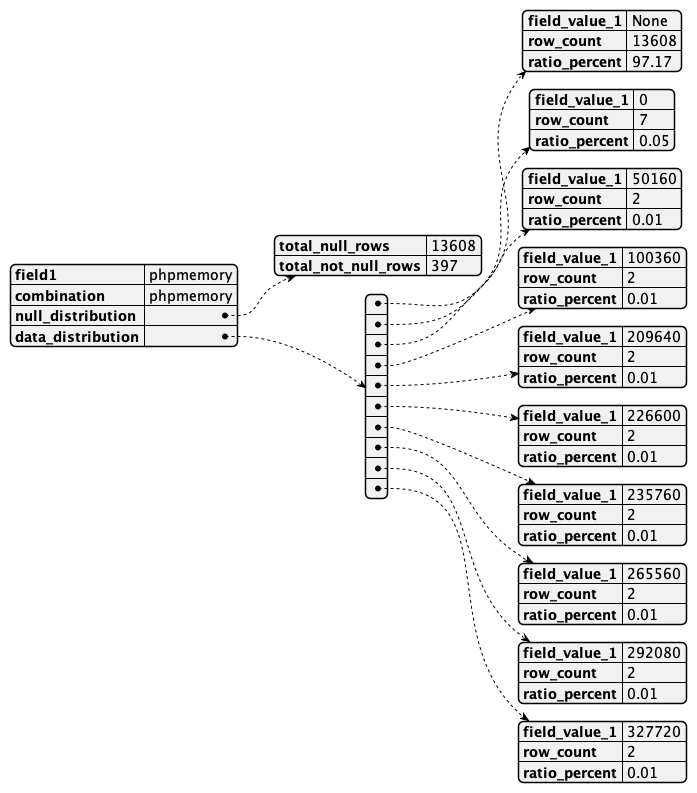 field1 phpmemory
combination phpmemory
null_distribution
data_distribution
total_null_rows 13608
total_not_null_rows 397
field_value_1 None
row_count 13608
ratio_percent 97.17
field_value_1 0
row_count 7
ratio_percent 0.05
field_value_1 50160
row_count 2
ratio_percent 0.01
field_value_1 100360
row_count 2
ratio_percent 0.01
field_value_1 209640
row_count 2
ratio_percent 0.01
field_value_1 226600
row_count 2
ratio_percent 0.01
field_value_1 235760
row_count 2
ratio_percent 0.01
field_value_1 265560
row_count 2
ratio_percent 0.01
field_value_1 292080
row_count 2
ratio_percent 0.01
field_value_1 327720
row_count 2
ratio_percent 0.01